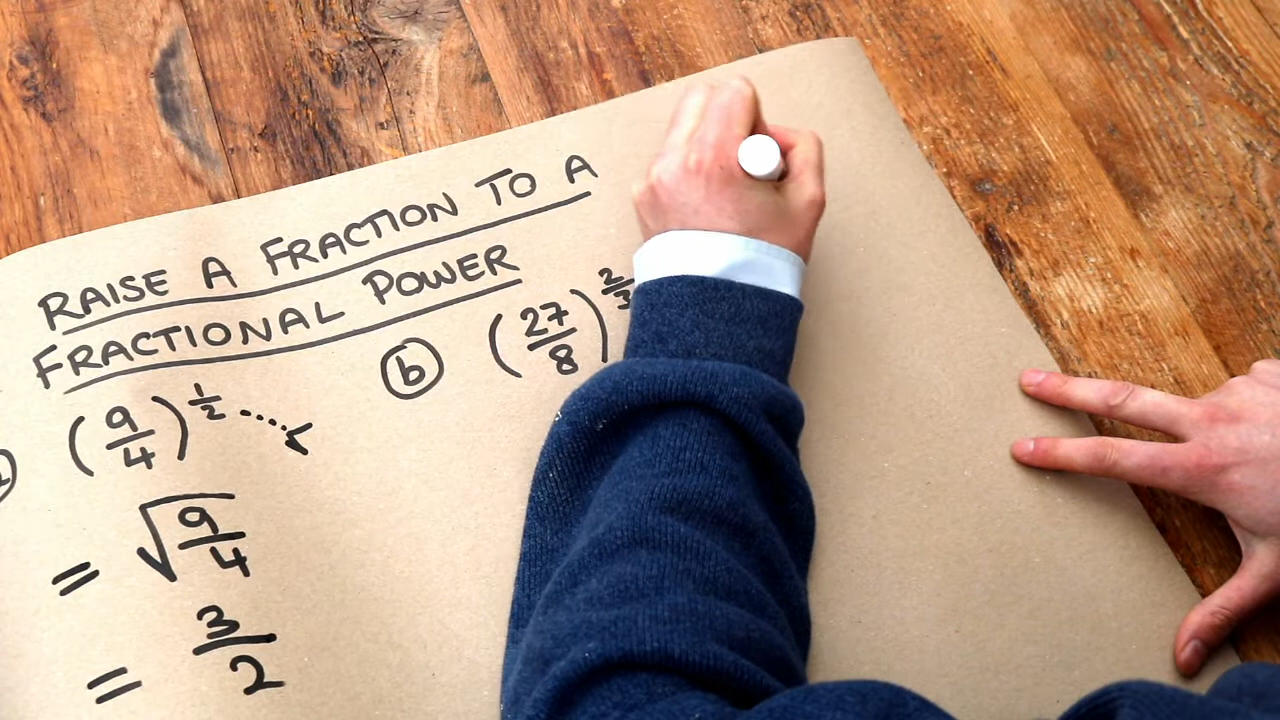 RAISE A FRACTION TO A
FRACTIONAL POWER
(9/4)^1/2
= √9/4
= 3/2
b (27/8)^2/3